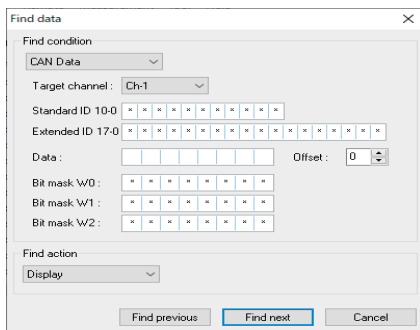 Find data
Find condition
CAN Data
Target channel : Ch-1
Standard ID 10-0 * * * * * * * * * * *
Extended ID 17-0 * * * * * * * * * * * * * * * * * *
Data : Offset : 0
Bit mask W0 : * * * * * * * *
Bit mask W1 : * * * * * * * *
Bit mask W2 : * * * * * * * *
Find action
Display
Find previous Find next Cancel